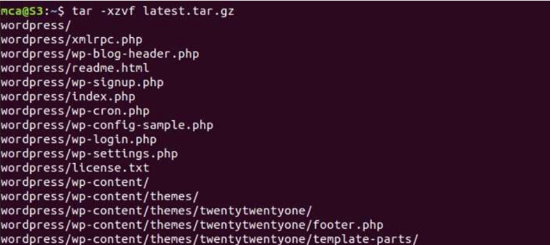 mca@S3:~$ tar -xzvf latest.tar.gz
wordpress/
wordpress/xmlrpc.php
wordpress/wp-blog-header.php
wordpress/readme.html
wordpress/wp-signup.php
wordpress/index.php
wordpress/wp-cron.php
wordpress/wp-config-sample.php
wordpress/wp-login.php
wordpress/wp-settings.php
wordpress/license.txt
wordpress/wp-content/
wordpress/wp-content/themes/
wordpress/wp-content/themes/twentytwentyone/
wordpress/wp-content/themes/twentytwentyone/footer.php
wordpress/wp-content/themes/twentytwentyone/template-parts/